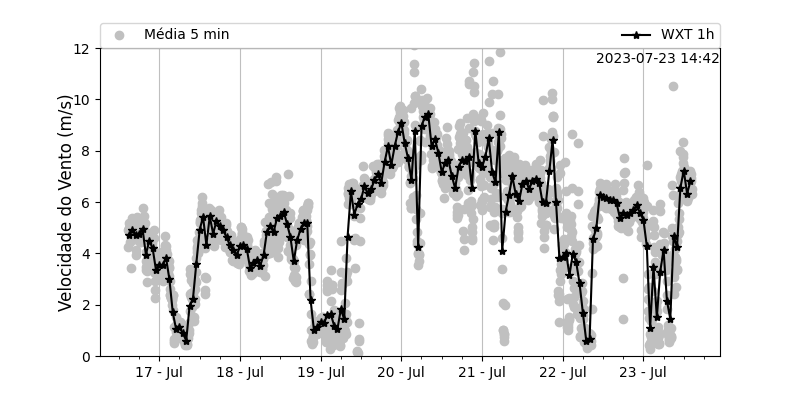 Média 5 min
WXT 1h
2023-07-23 14:42
Velocidade do Vento (m/s)
12
10
8
6
4
2
0
17 - Jul
18 - Jul
19 - Jul
20 - Jul
21 - Jul
22 - Jul
23 - Jul